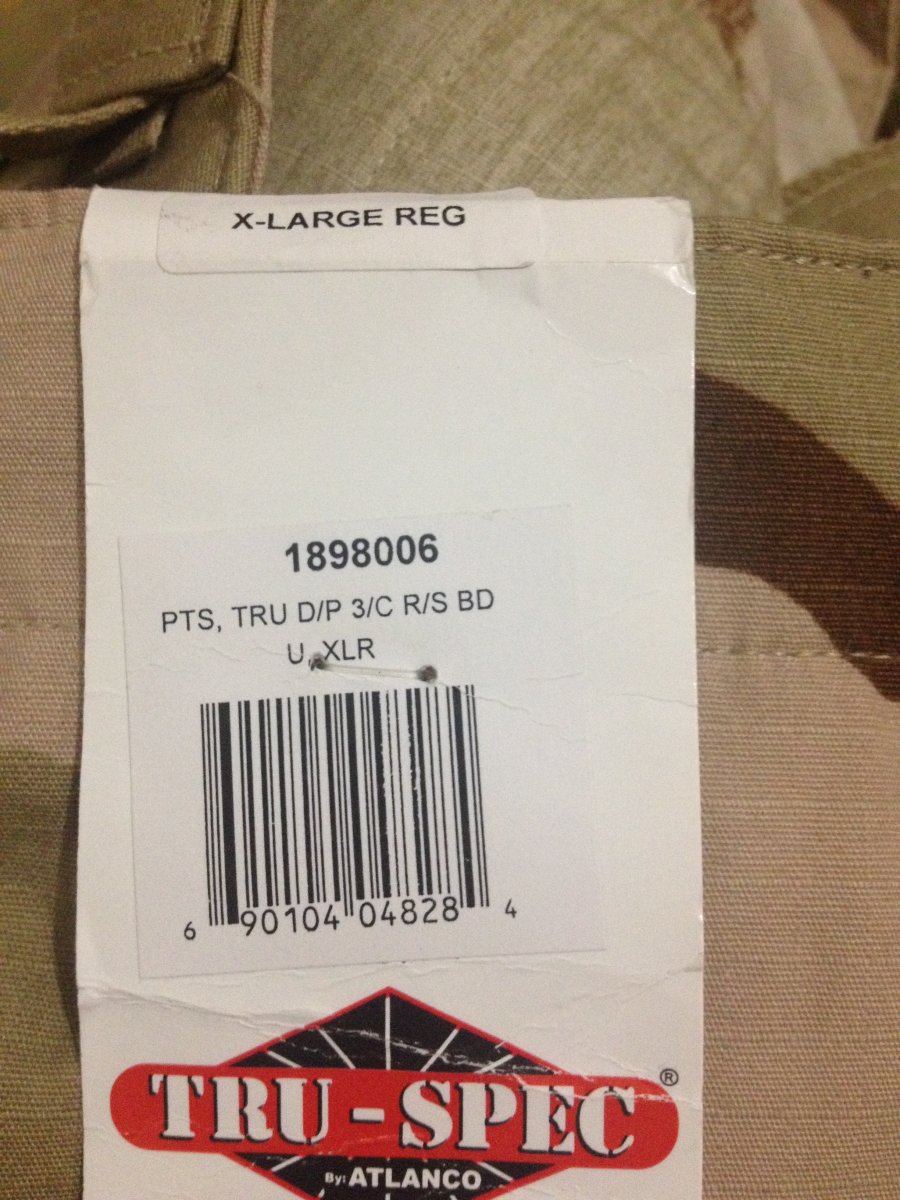 X-LARGE REG
1898006
PTS, TRU D/P 3/C R/S BD
U, XLR
6 90104 04828 4
TRU-SPEC®
By: ATLANCO